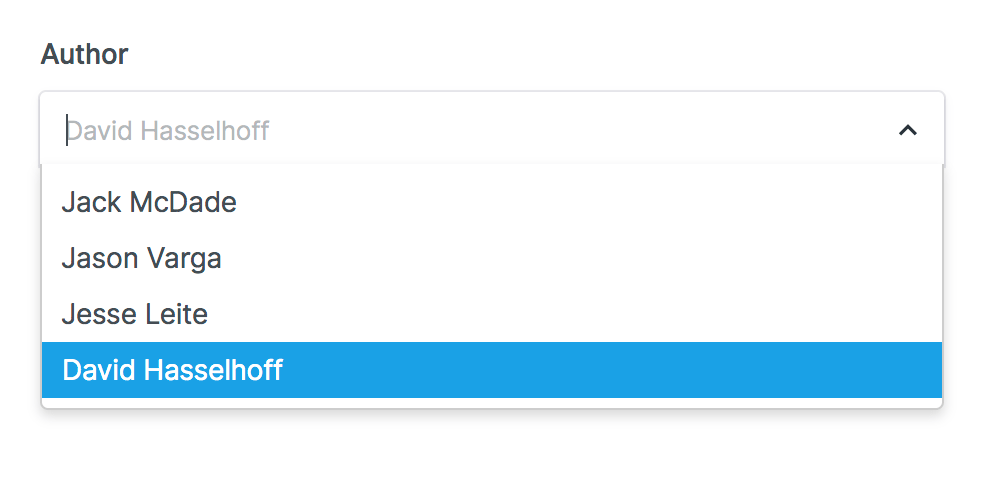 Author
David Hasselhoff
Jack McDade
Jason Varga
Jesse Leite
David Hasselhoff